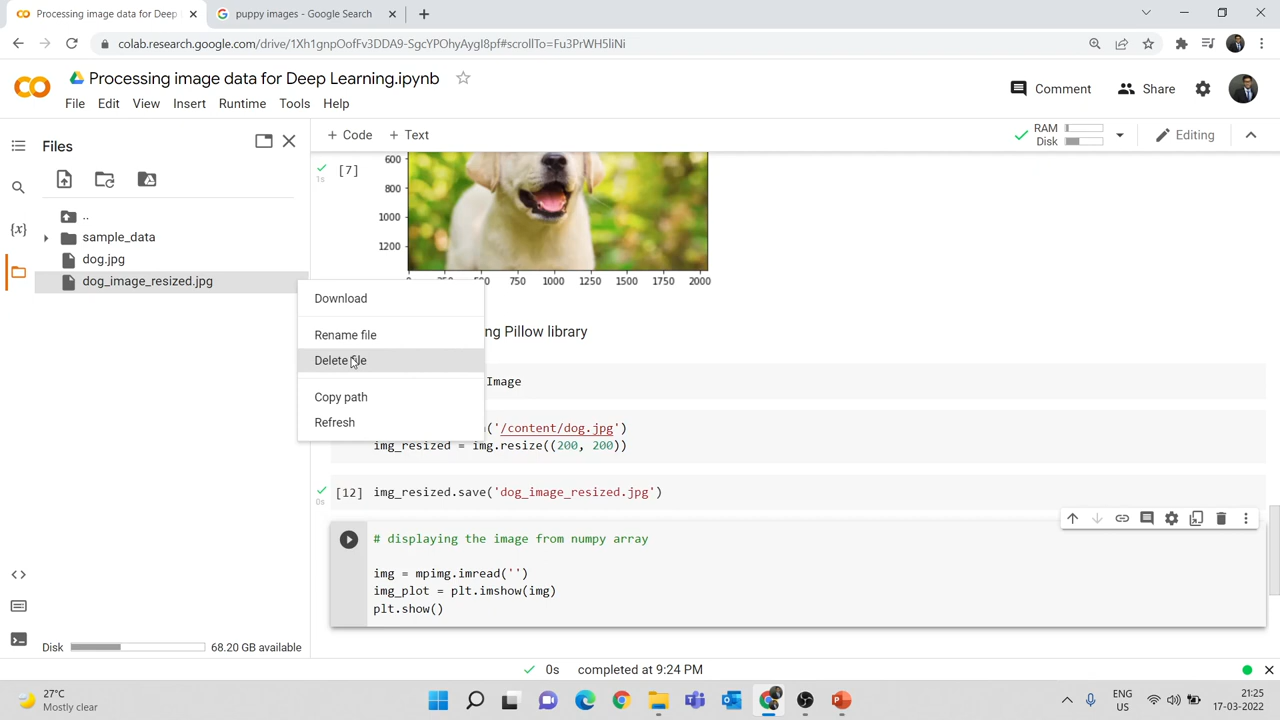 Processing image data for Deep
puppy images - Google Search
colab.research.google.com/drive/1Xh1gnpOofFv3DDA9-SgcYPOhyAygI8pf#scrollTo=Fu3PrWH5liNi
Processing image data for Deep Learning.ipynb
File Edit View Insert Runtime Tools Help
Comment
Share
Files
+ Code + Text
RAM
Disk
Editing
..
sample_data
dog.jpg
dog_image_resized.jpg
{x}
[7]
1s
600
800
1000
1200
750 1000 1250 1500 1750 2000
Download
Rename file
Delete file
Copy path
Refresh
ng Pillow library
Image
('/content/dog.jpg')
img_resized = img.resize((200, 200))
[12]
0s
img_resized.save('dog_image_resized.jpg')
# displaying the image from numpy array
img = mpimg.imread('')
img_plot = plt.imshow(img)
plt.show()
Disk
68.20 GB available
0s completed at 9:24 PM
27°C
Mostly clear
ENG
US
21:25
17-03-2022